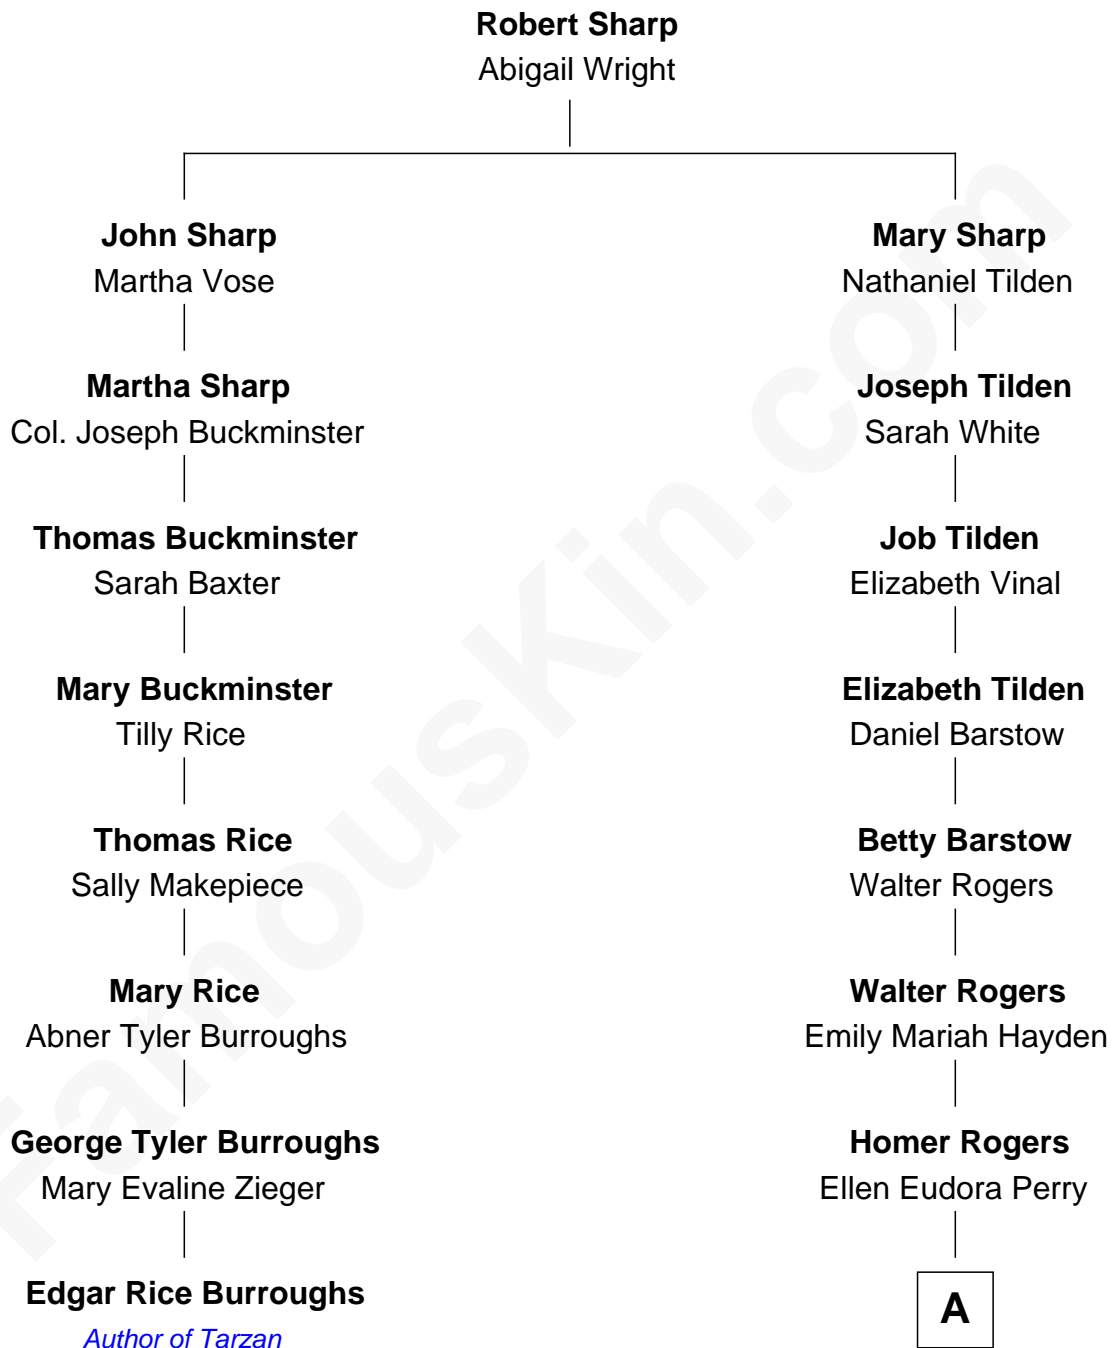 Robert Sharp
Abigail Wright
John Sharp
Martha Vose
Mary Sharp
Nathaniel Tilden
Martha Sharp
Col. Joseph Buckminster
Joseph Tilden
Sarah White
Thomas Buckminster
Sarah Baxter
Job Tilden
Elizabeth Vinal
Mary Buckminster
Tilly Rice
Elizabeth Tilden
Daniel Barstow
Thomas Rice
Sally Makepiece
Betty Barstow
Walter Rogers
Mary Rice
Abner Tyler Burroughs
Walter Rogers
Emily Mariah Hayden
George Tyler Burroughs
Mary Evaline Zieger
Homer Rogers
Ellen Eudora Perry
Edgar Rice Burroughs
Author of Tarzan
A
FamousKin.com